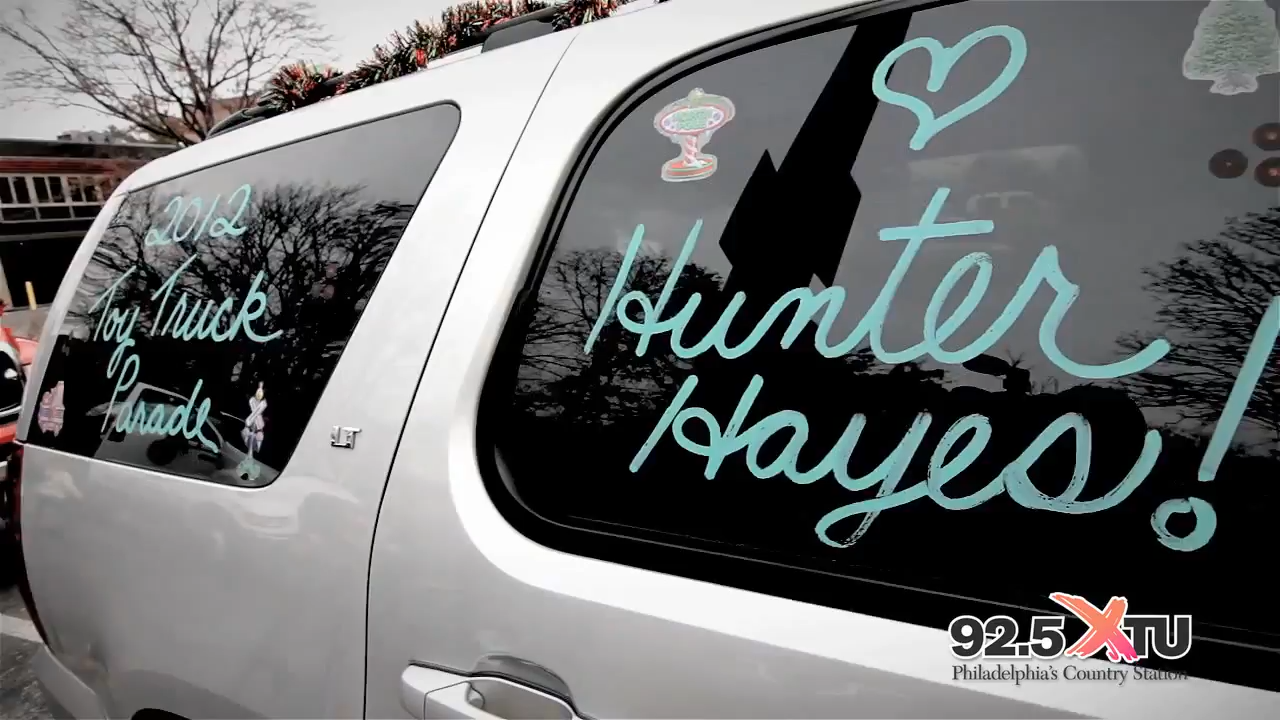 2012
Toy Truck
Parade
LT
Hunter
Hayes!
92.5 XTU
Philadelphia's Country Station